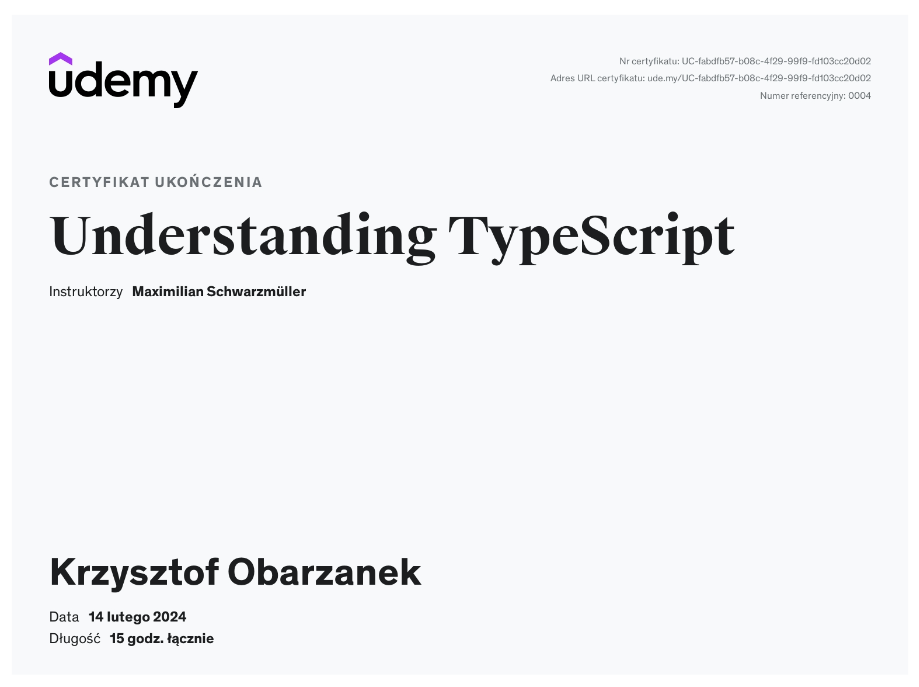 udemy
Nr certyfikatu: UC-fabdfb57-b08c-4f29-99f9-fd103cc20d02
Adres URL certyfikatu: ude.my/UC-fabdfb57-b08c-4f29-99f9-fd103cc20d02
Numer referencyjny: 0004
CERTYFIKAT UKOŃCZENIA
Understanding TypeScript
Instruktorzy Maximilian Schwarzmüller
Krzysztof Obarzanek
Data 14 lutego 2024
Długość 15 godz. łącznie